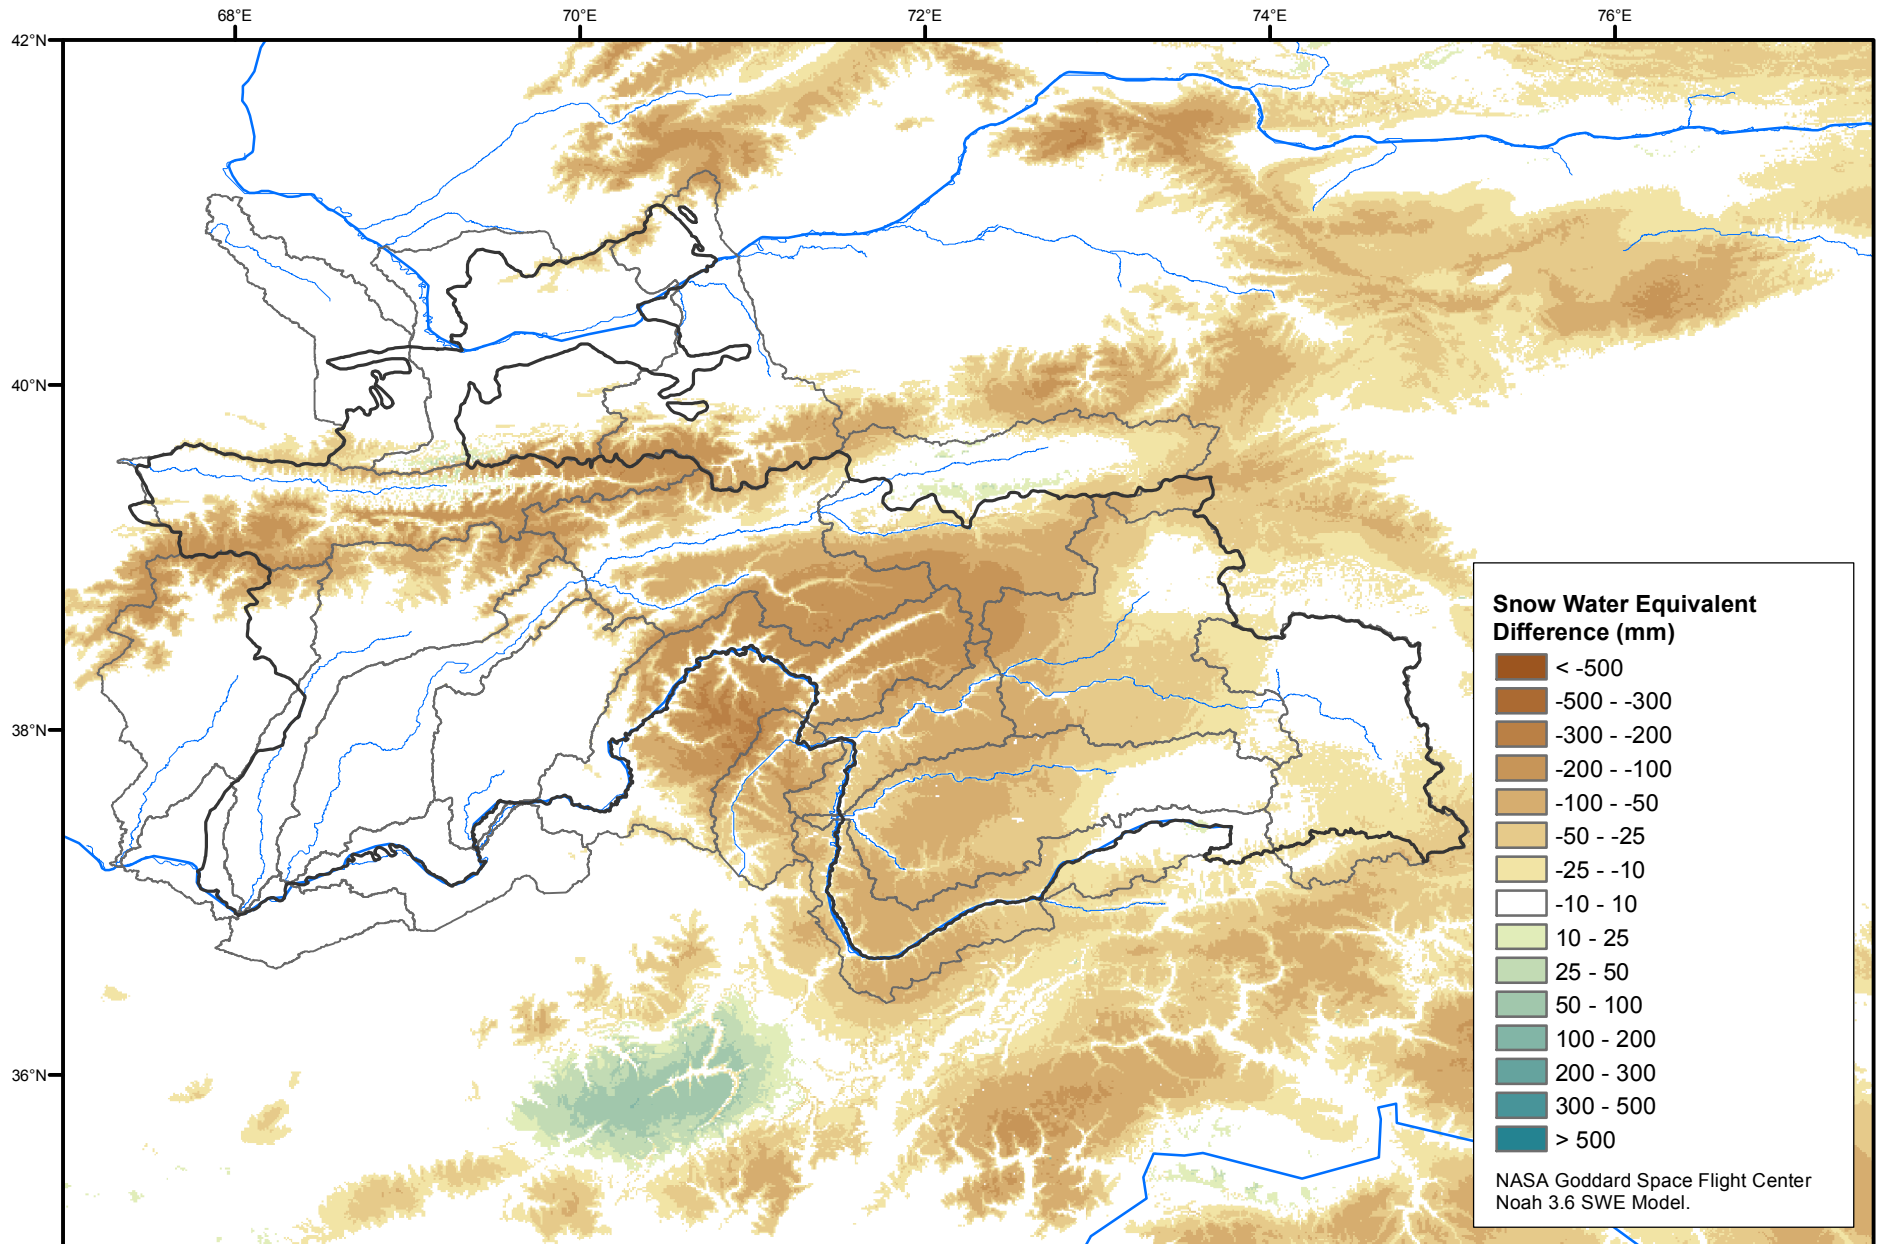 68°E 70°E 72°E 74°E 76°E
42°N
40°N
38°N
36°N
Snow Water Equivalent
Difference (mm)
< -500
-500 - -300
-300 - -200
-200 - -100
-100 - -50
-50 - -25
-25 - -10
-10 - 10
10 - 25
25 - 50
50 - 100
100 - 200
200 - 300
300 - 500
> 500
NASA Goddard Space Flight Center
Noah 3.6 SWE Model.